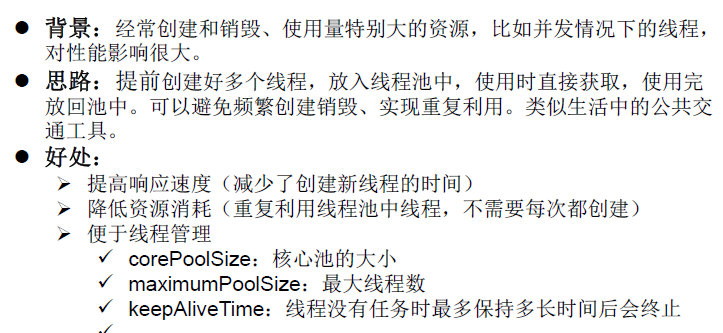 ● 背景：经常创建和销毁、使用量特别大的资源，比如并发情况下的线程，
对性能影响很大。
● 思路：提前创建好多个线程，放入线程池中，使用时直接获取，使用完
放回池中。可以避免频繁创建销毁、实现重复利用。类似生活中的公共交
通工具。
● 好处：
➢ 提高响应速度（减少了创建新线程的时间）
➢ 降低资源消耗（重复利用线程池中线程，不需要每次都创建）
➢ 便于线程管理
✓ corePoolSize：核心池的大小
✓ maximumPoolSize：最大线程数
✓ keepAliveTime：线程没有任务时最多保持多长时间后会终止